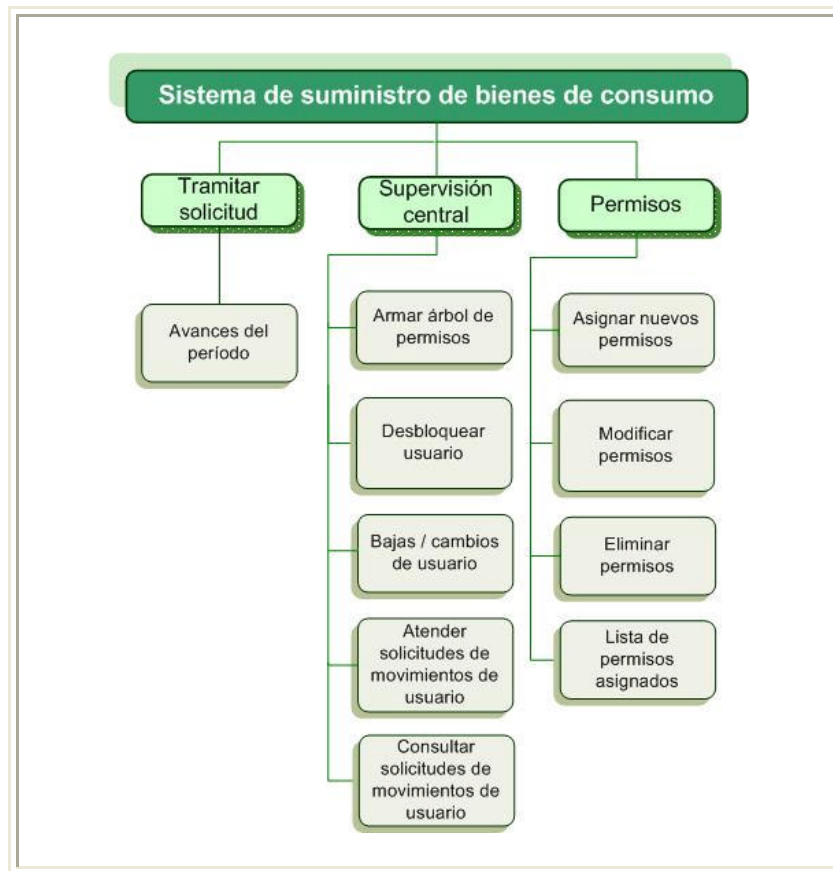 Sistema de suministro de bienes de consumo
Tramitar
solicitud
Supervisión
central
Permisos
Avances del
período
Armar árbol de
permisos
Desbloquear
usuario
Bajas / cambios
de usuario
Atender
solicitudes de
movimientos de
usuario
Consultar
solicitudes de
movimientos de
usuario
Asignar nuevos
permisos
Modificar
permisos
Eliminar
permisos
Lista de
permisos
asignados